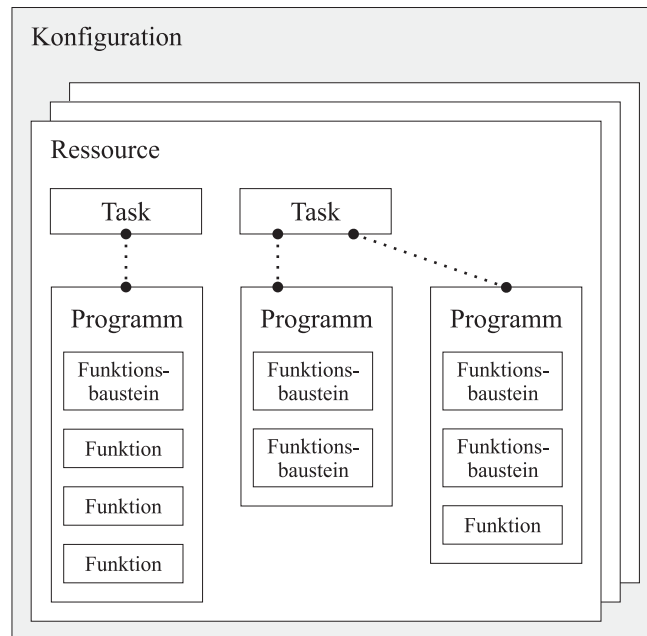 Konfiguration
Ressource
Task
Task
Programm
Funktions-
baustein
Funktion
Funktion
Funktion
Programm
Funktions-
baustein
Funktions-
baustein
Programm
Funktions-
baustein
Funktions-
baustein
Funktion